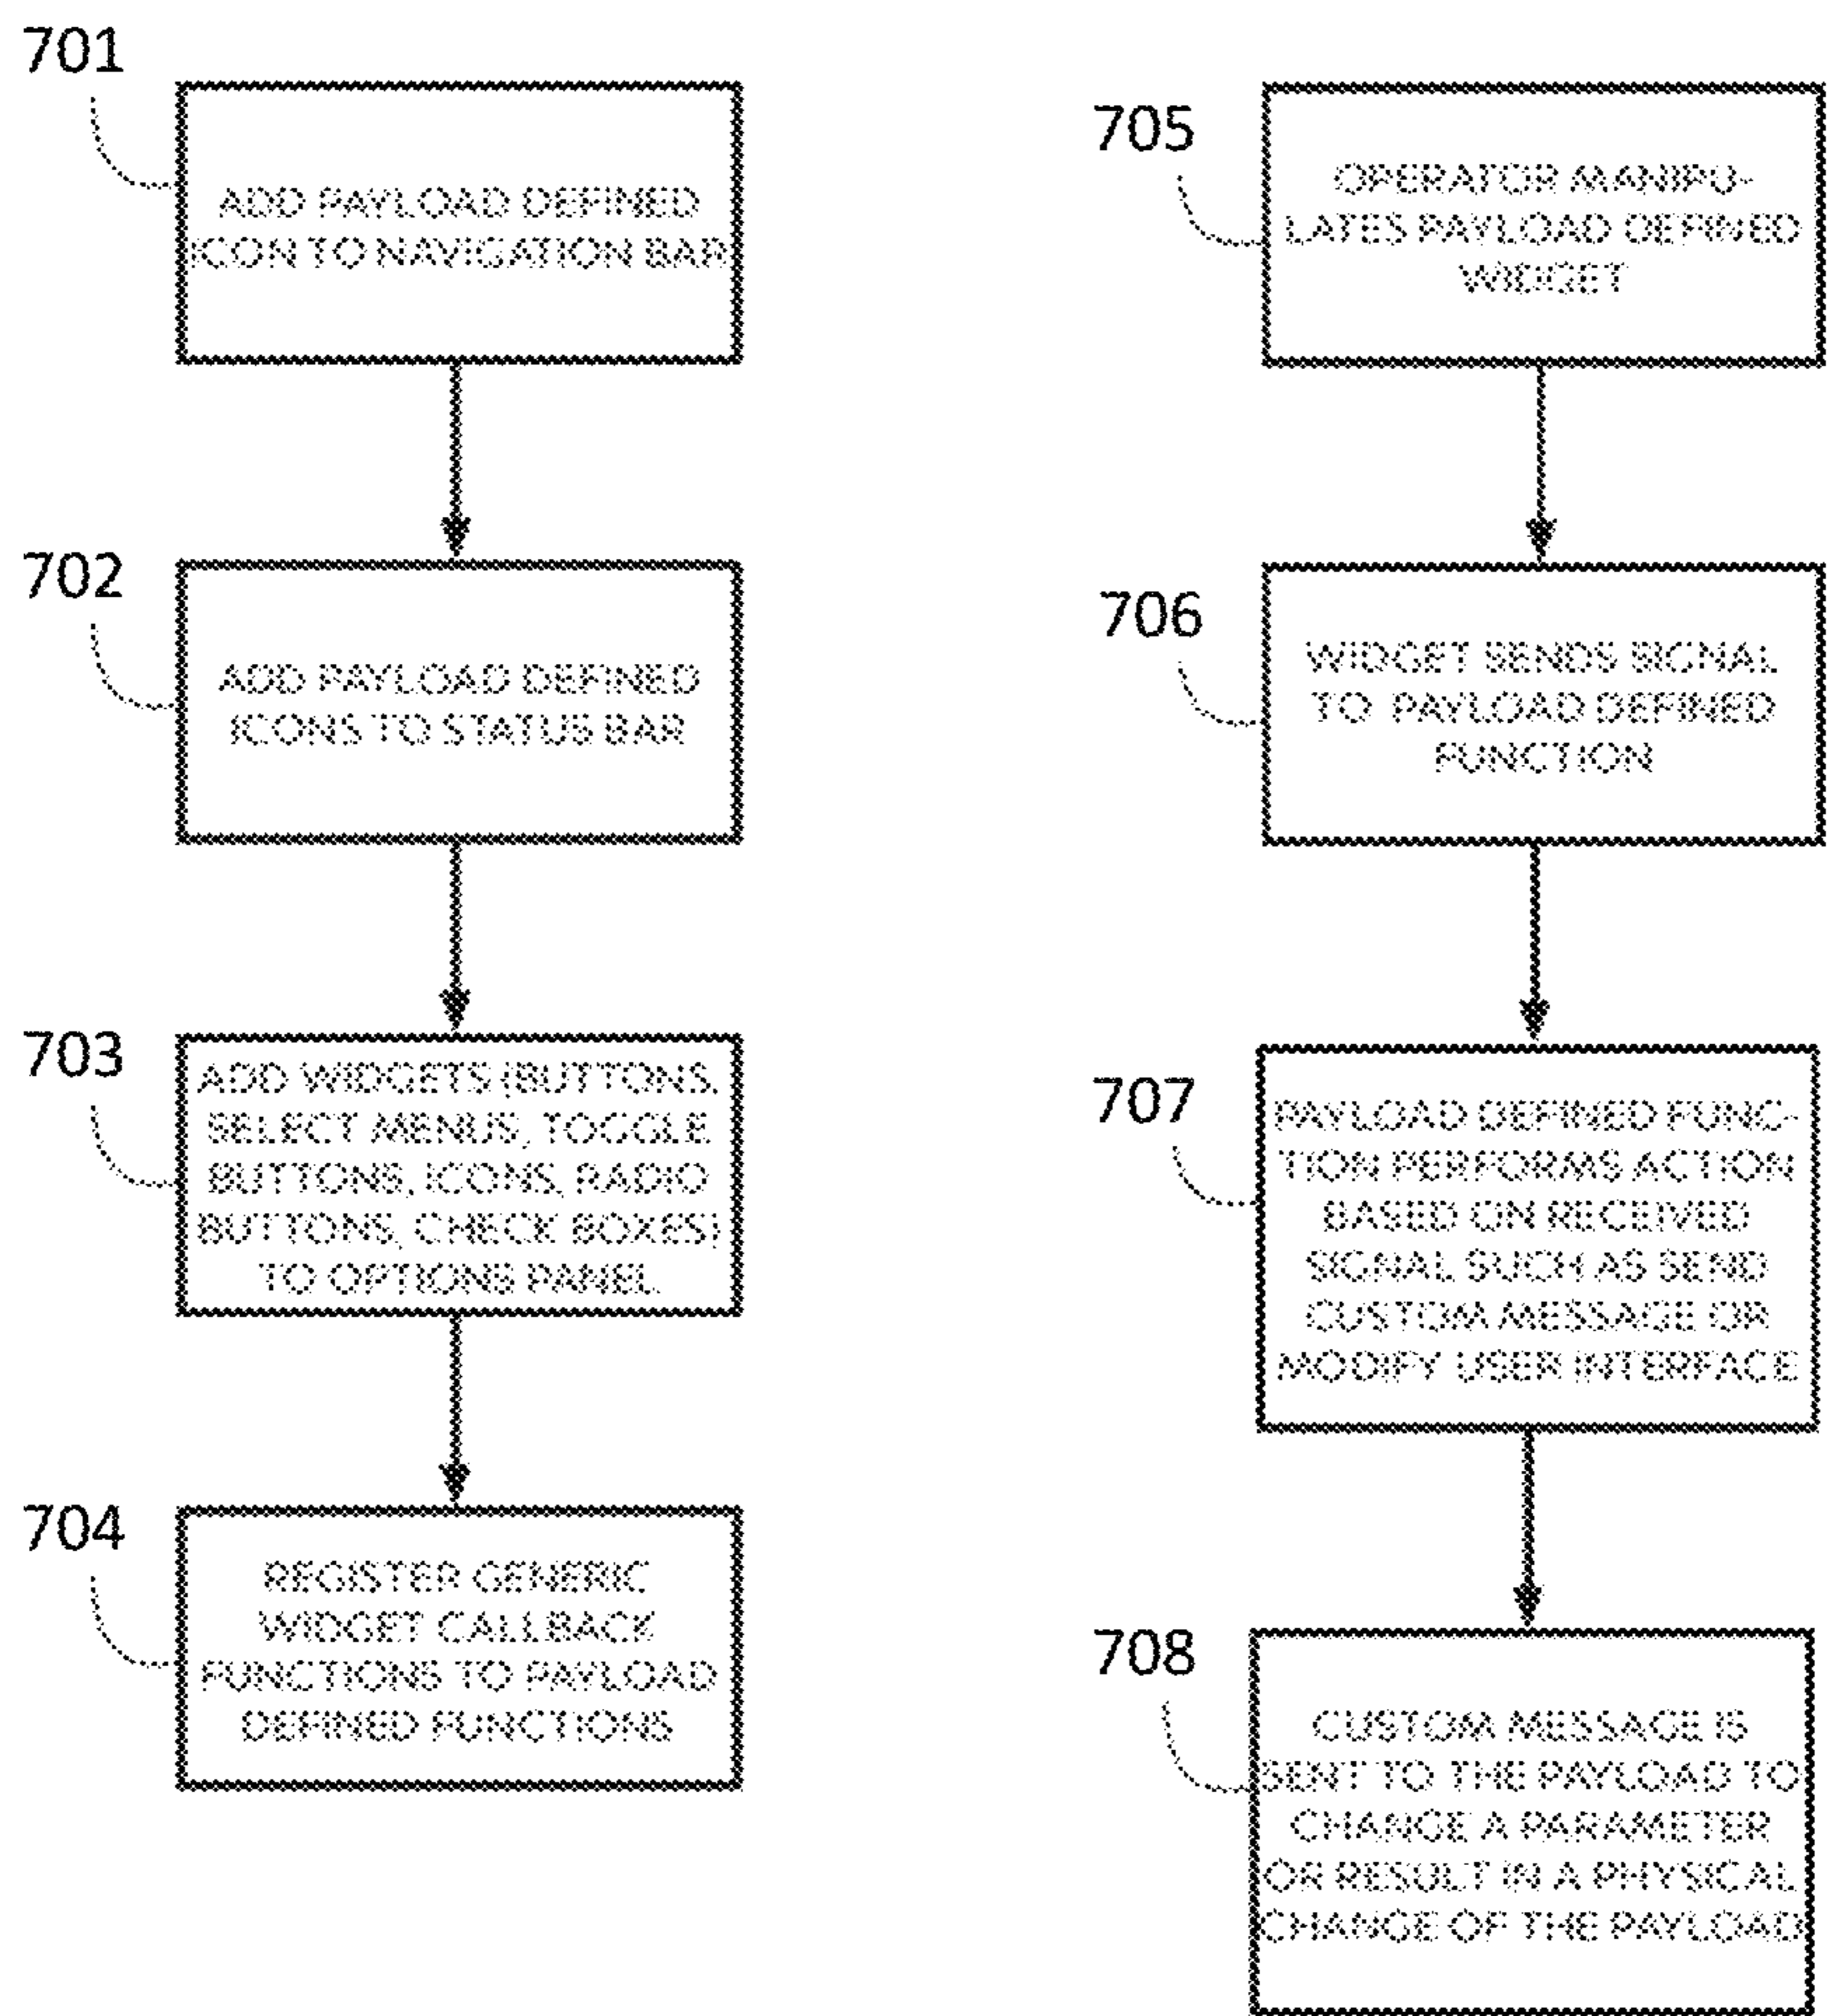 701
ADD PAYLOAD DEFINED
ICON TO NAVIGATION BAR
702
ADD PAYLOAD DEFINED
ICONS TO STATUS BAR
703
ADD WIDGETS (BUTTONS,
SELECT MENUS, TOGGLE
BUTTONS, ICONS, RADIO
BUTTONS, CHECK BOXES)
TO OPTIONS PANEL
704
REGISTER GENERIC
WIDGET CALLBACK
FUNCTIONS TO PAYLOAD
DEFINED FUNCTIONS
705
OPERATOR MANIPU-
LATES PAYLOAD DEFINED
WIDGET
706
WIDGET SENDS SIGNAL
TO PAYLOAD DEFINED
FUNCTION
707
PAYLOAD DEFINED FUNC-
TION PERFORMS ACTION
BASED ON RECEIVED
SIGNAL SUCH AS SEND
CUSTOM MESSAGE OR
MODIFY USER INTERFACE
708
CUSTOM MESSAGE IS
SENT TO THE PAYLOAD TO
CHANGE A PARAMETER
OR RESULT IN A PHYSICAL
CHANGE OF THE PAYLOAD